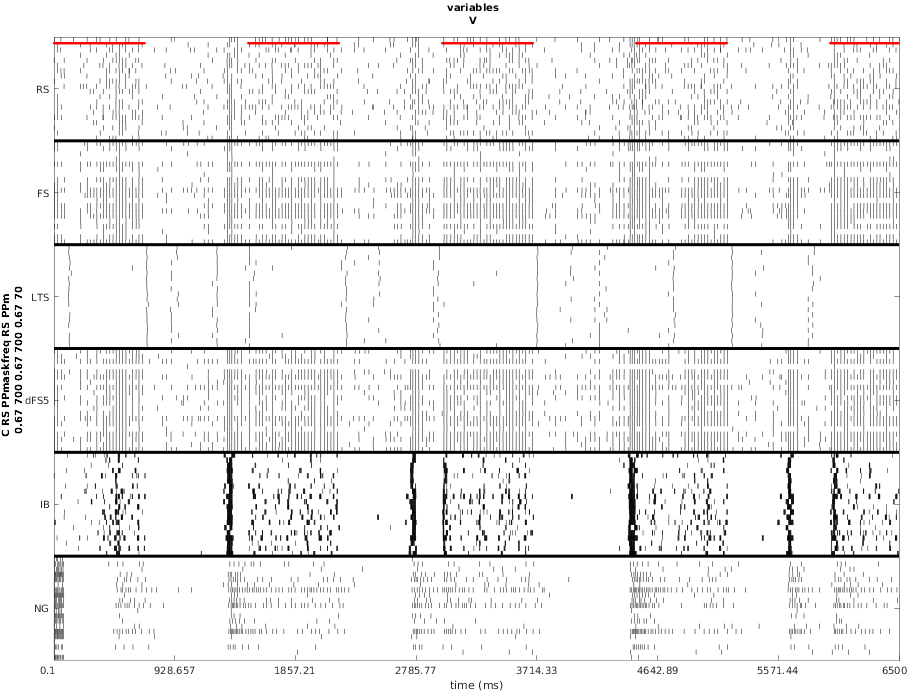 variables
V
C RS PPmaskfreq RS PPm
0.67 700 0.67 700 0.67 70
RS
FS
LTS
dFS5
IB
NG
0.1 928.657 1857.21 2785.77 3714.33 4642.89 5571.44 6500
time (ms)